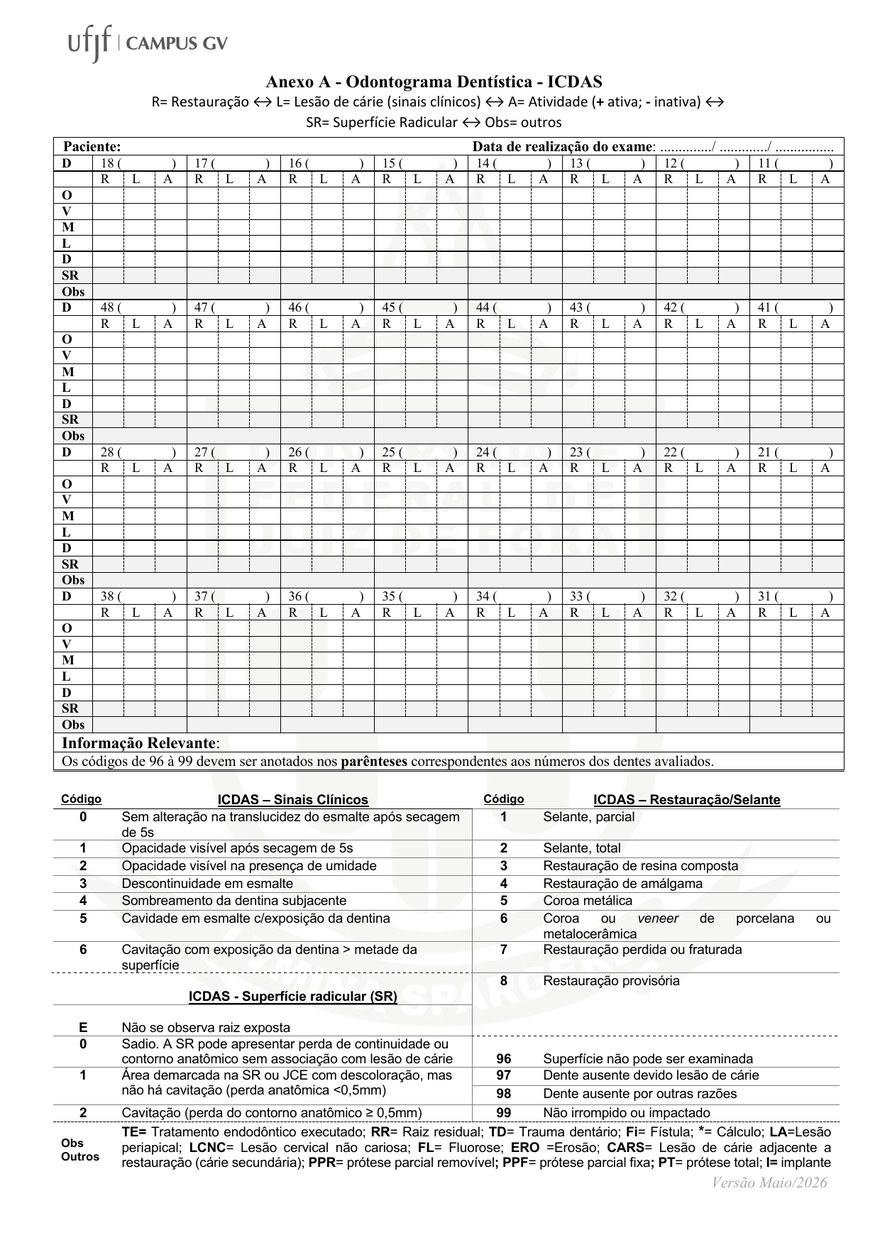 ufjf | CAMPUS GV
Anexo A - Odontograma Dentística - ICDAS
R= Restauração ↔ L= Lesão de cárie (sinais clínicos) ↔ A= Atividade (+ ativa; - inativa) ↔
SR= Superfície Radicular ↔ Obs= outros
Paciente: Data de realização do exame: ............../ ............/ ................
D 18 ( ) 17 ( ) 16 ( ) 15 ( ) 14 ( ) 13 ( ) 12 ( ) 11 ( )
R L A R L A R L A R L A R L A R L A R L A R L A
O
V
M
L
D
SR
Obs
D 48 ( ) 47 ( ) 46 ( ) 45 ( ) 44 ( ) 43 ( ) 42 ( ) 41 ( )
R L A R L A R L A R L A R L A R L A R L A R L A
O
V
M
L
D
SR
Obs
D 28 ( ) 27 ( ) 26 ( ) 25 ( ) 24 ( ) 23 ( ) 22 ( ) 21 ( )
R L A R L A R L A R L A R L A R L A R L A R L A
O
V
M
L
D
SR
Obs
D 38 ( ) 37 ( ) 36 ( ) 35 ( ) 34 ( ) 33 ( ) 32 ( ) 31 ( )
R L A R L A R L A R L A R L A R L A R L A R L A
O
V
M
L
D
SR
Obs
Informação Relevante:
Os códigos de 96 à 99 devem ser anotados nos parênteses correspondentes aos números dos dentes avaliados.
Código ICDAS – Sinais Clínicos
0 Sem alteração na translucidez do esmalte após secagem
de 5s
1 Opacidade visível após secagem de 5s
2 Opacidade visível na presença de umidade
3 Descontinuidade em esmalte
4 Sombreamento da dentina subjacente
5 Cavidade em esmalte c/exposição da dentina
6 Cavitação com exposição da dentina > metade da
superfície
ICDAS - Superfície radicular (SR)
E Não se observa raiz exposta
0 Sadio. A SR pode apresentar perda de continuidade ou
contorno anatômico sem associação com lesão de cárie
1 Área demarcada na SR ou JCE com descoloração, mas
não há cavitação (perda anatômica <0,5mm)
2 Cavitação (perda do contorno anatômico ≥ 0,5mm)
Código ICDAS – Restauração/Selante
1 Selante, parcial
2 Selante, total
3 Restauração de resina composta
4 Restauração de amálgama
5 Coroa metálica
6 Coroa ou veneer de porcelana ou
metalocerâmica
7 Restauração perdida ou fraturada
8 Restauração provisória
96 Superfície não pode ser examinada
97 Dente ausente devido lesão de cárie
98 Dente ausente por outras razões
99 Não irrompido ou impactado
Obs
Outros
TE= Tratamento endodôntico executado; RR= Raiz residual; TD= Trauma dentário; Fi= Fístula; *= Cálculo; LA=Lesão
periapical; LCNC= Lesão cervical não cariosa; FL= Fluorose; ERO =Erosão; CARS= Lesão de cárie adjacente a
restauração (cárie secundária); PPR= prótese parcial removível; PPF= prótese parcial fixa; PT= prótese total; I= implante
Versão Maio/2026